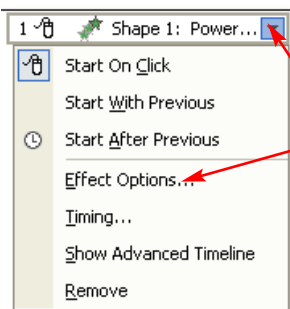 1 Shape 1: Power...
Start On Click
Start With Previous
Start After Previous
Effect Options...
Timing...
Show Advanced Timeline
Remove